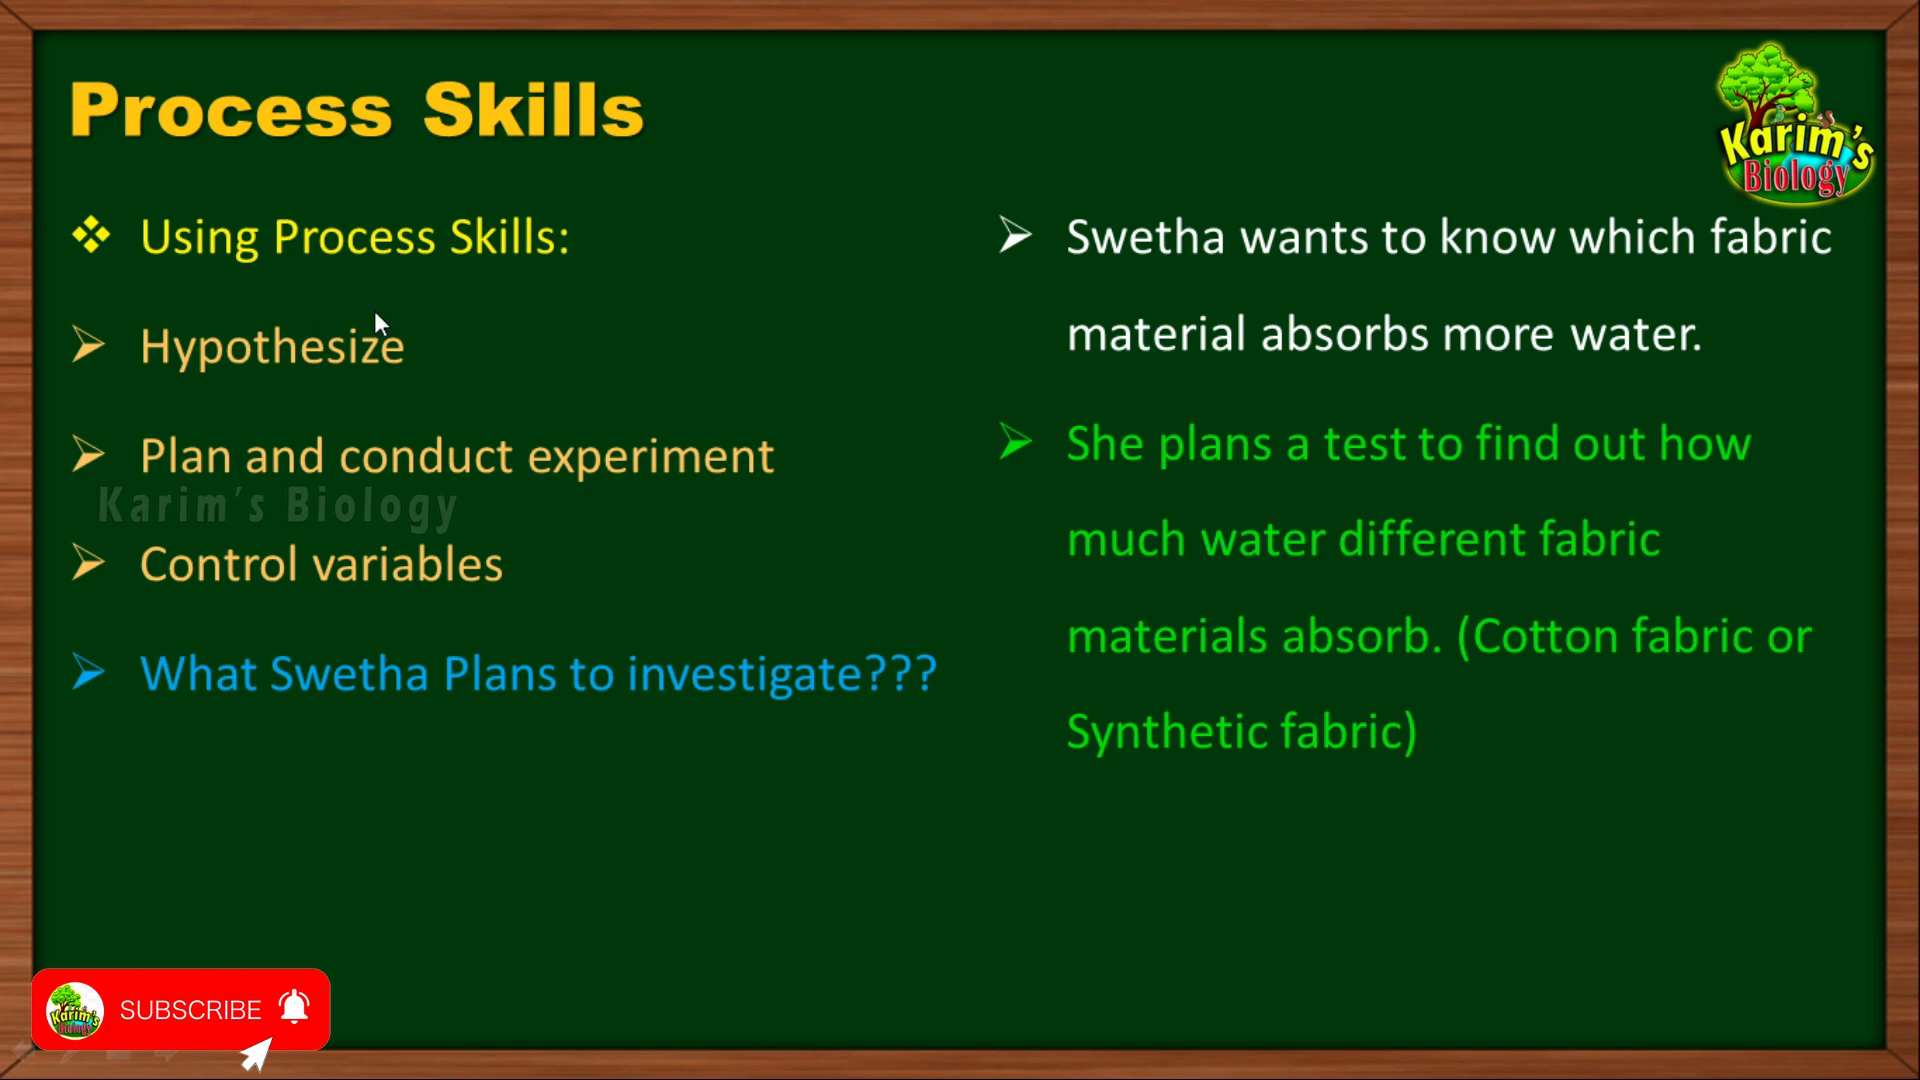 Process Skills
Karim's
Biology
Using Process Skills:
Hypothesize
Plan and conduct experiment
Karim's Biology
Control variables
What Swetha Plans to investigate???
Swetha wants to know which fabric
material absorbs more water.
She plans a test to find out how
much water different fabric
materials absorb. (Cotton fabric or
Synthetic fabric)
Karim's
Biology
SUBSCRIBE